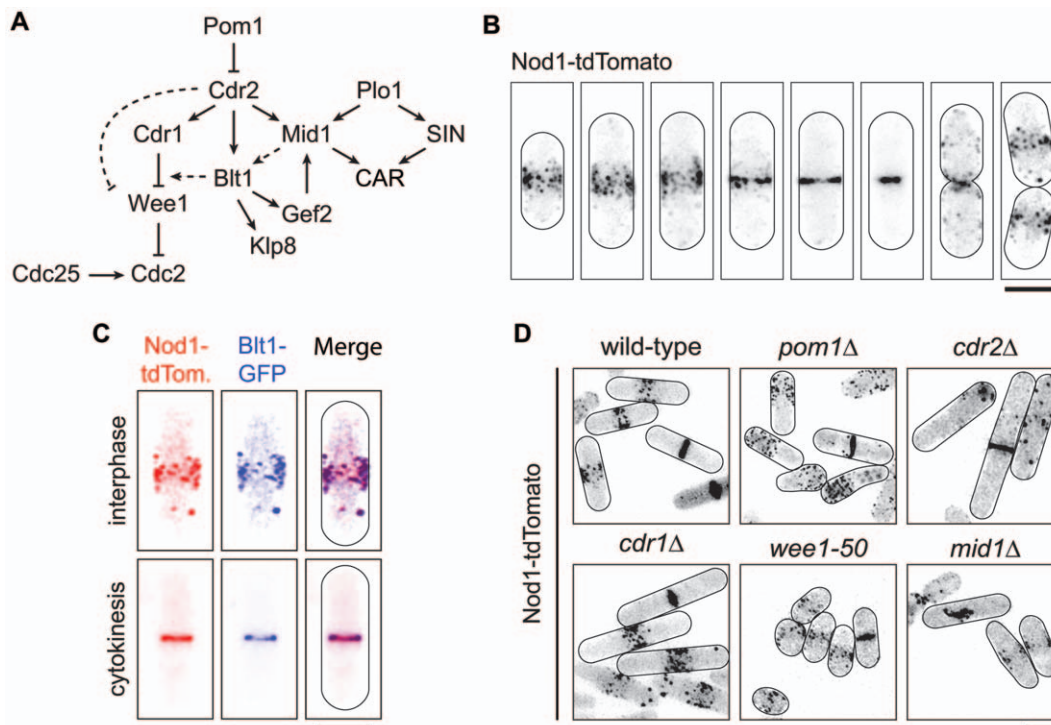 A
Pom1
Cdr2
Plo1
Cdr1
Mid1
SIN
Blt1
CAR
Wee1
Gef2
Klp8
Cdc25
Cdc2
B
Nod1-tdTomato
C
Nod1- Blt1- Merge
tdTom. GFP
interphase
cytokinesis
D
wild-type pom1Δ cdr2Δ
Nod1-tdTomato
cdr1Δ wee1-50 mid1Δ